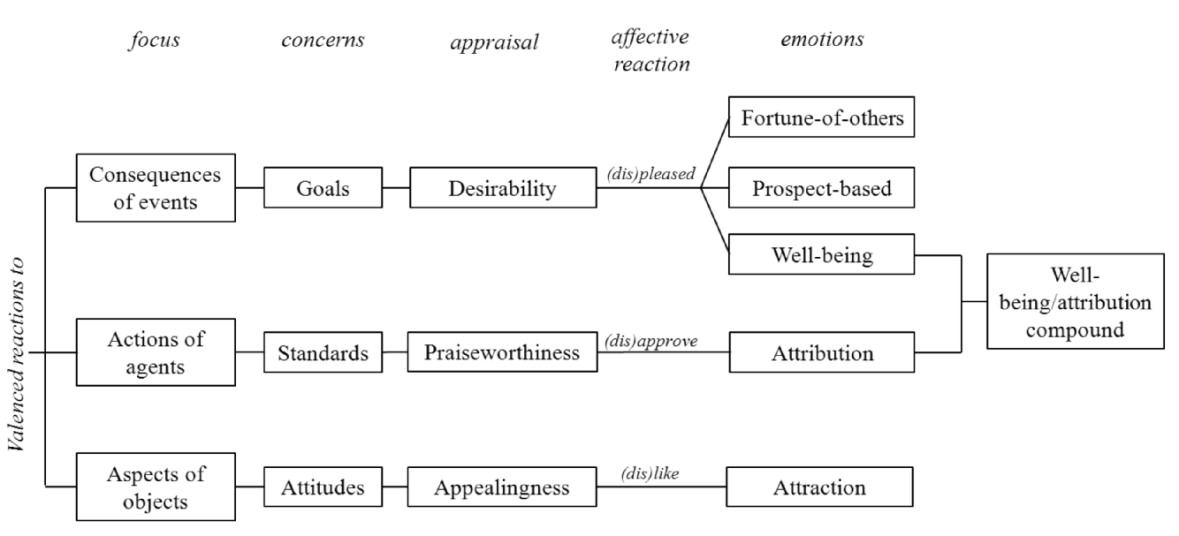 focus
concerns
appraisal
affective
reaction
emotions
Valenced reactions to
Consequences
of events
Goals
Desirability
(dis)pleased
Fortune-of-others
Prospect-based
Well-being
Actions of
agents
Standards
Praiseworthiness
(dis)approve
Attribution
Well-
being/attribution
compound
Aspects of
objects
Attitudes
Appealingness
(dis)like
Attraction